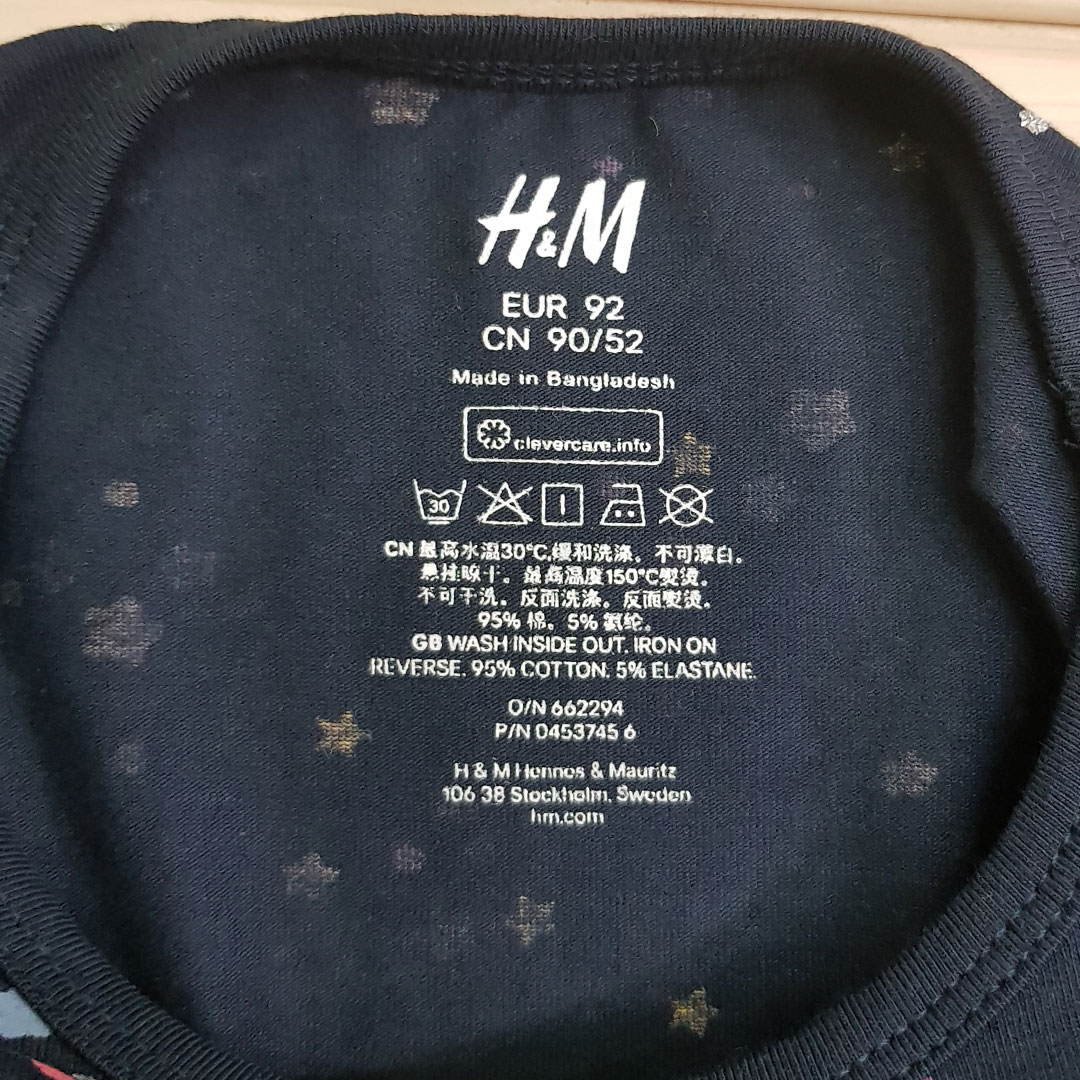 H&M
EUR 92
CN 90/52
Made in Bangladesh
clevercare.info
30
CN 最高水温30°C,缓和洗涤。不可漂白。
悬挂晾干。最高温度150°C熨烫。
不可干洗。反面洗涤。反面熨烫。
95% 棉。5% 氨纶。
GB WASH INSIDE OUT. IRON ON
REVERSE. 95% COTTON. 5% ELASTANE.
O/N 662294
P/N 0453745 6
H & M Hennes & Mauritz
106 38 Stockholm. Sweden
hm.com